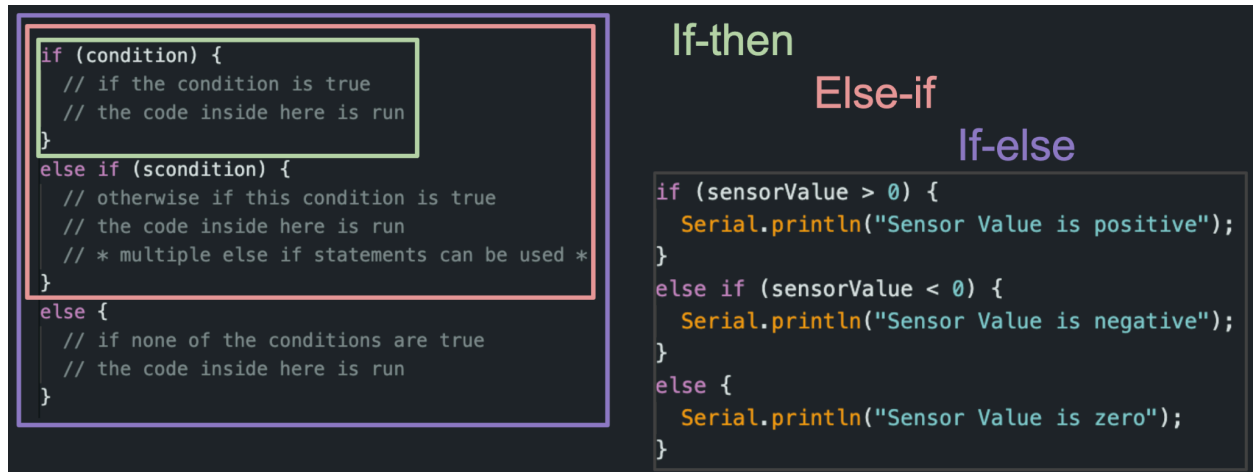 if (condition) {
// if the condition is true
// the code inside here is run
}
else if (scondition) {
// otherwise if this condition is true
// the code inside here is run
// * multiple else if statements can be used *
}
else {
// if none of the conditions are true
// the code inside here is run
}
If-then
Else-if
If-else
if (sensorValue > 0) {
Serial.println("Sensor Value is positive");
}
else if (sensorValue < 0) {
Serial.println("Sensor Value is negative");
}
else {
Serial.println("Sensor Value is zero");
}